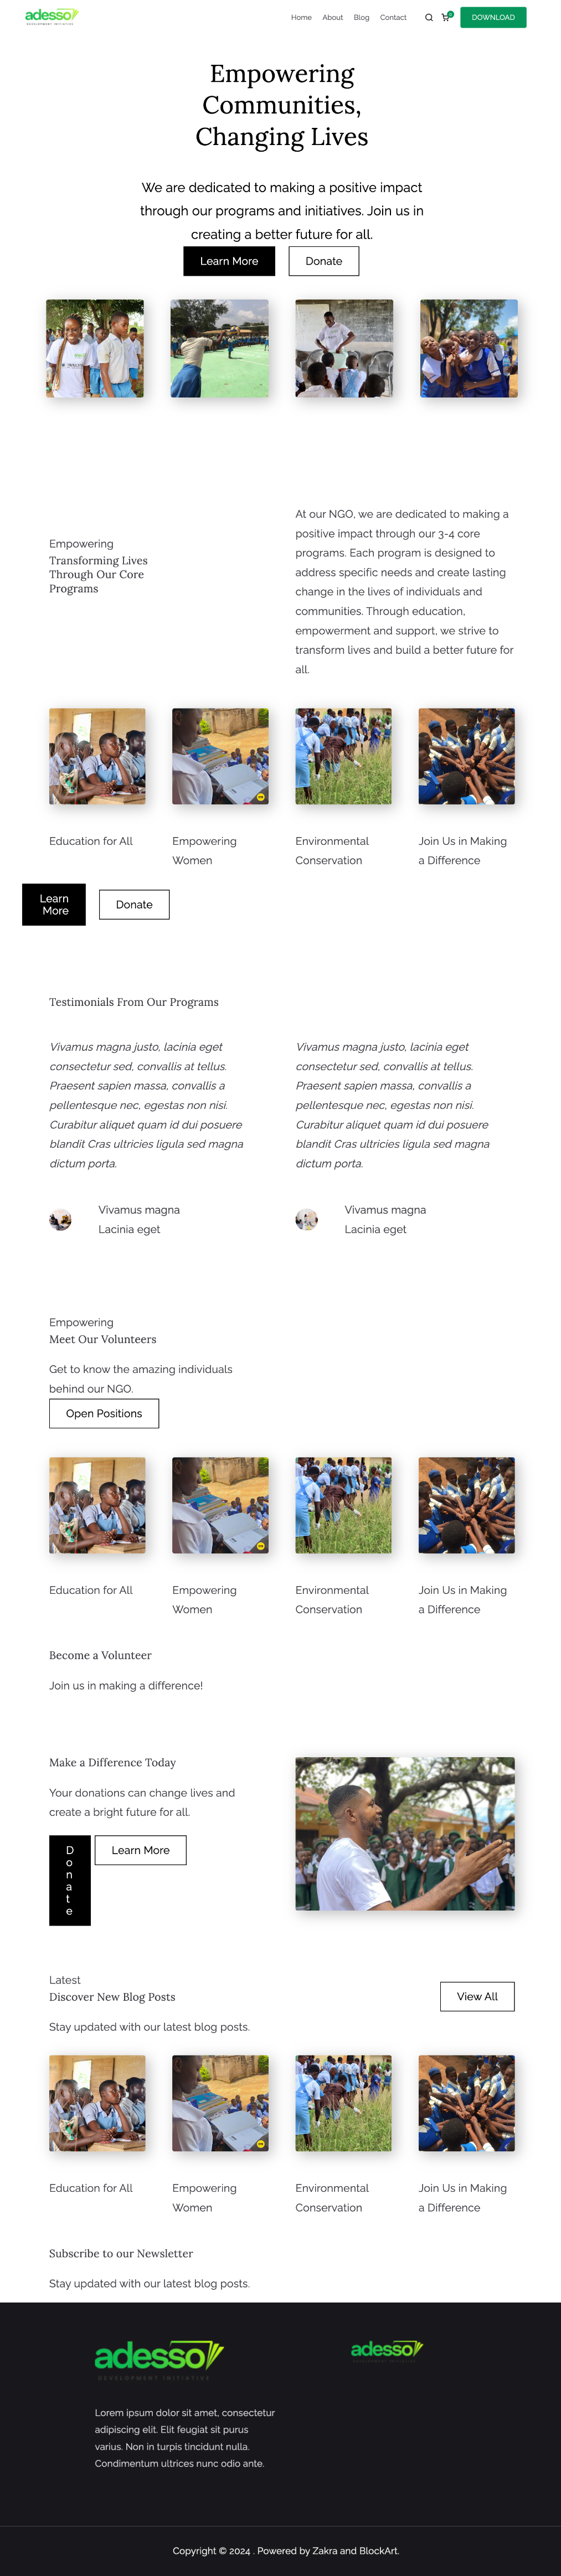 adesso
DEVELOPMENT INITIATIVE
Home About Blog Contact
0
DOWNLOAD
Empowering
Communities,
Changing Lives
We are dedicated to making a positive impact
through our programs and initiatives. Join us in
creating a better future for all.
Learn More
Donate
Empowering
Transforming Lives
Through Our Core
Programs
At our NGO, we are dedicated to making a
positive impact through our 3-4 core
programs. Each program is designed to
address specific needs and create lasting
change in the lives of individuals and
communities. Through education,
empowerment and support, we strive to
transform lives and build a better future for
all.
Education for All
Empowering
Women
Environmental
Conservation
Join Us in Making
a Difference
Learn
More
Donate
Testimonials From Our Programs
Vivamus magna justo, lacinia eget
consectetur sed, convallis at tellus.
Praesent sapien massa, convallis a
pellentesque nec, egestas non nisi.
Curabitur aliquet quam id dui posuere
blandit Cras ultricies ligula sed magna
dictum porta.
Vivamus magna
Lacinia eget
Vivamus magna justo, lacinia eget
consectetur sed, convallis at tellus.
Praesent sapien massa, convallis a
pellentesque nec, egestas non nisi.
Curabitur aliquet quam id dui posuere
blandit Cras ultricies ligula sed magna
dictum porta.
Vivamus magna
Lacinia eget
Empowering
Meet Our Volunteers
Get to know the amazing individuals
behind our NGO.
Open Positions
Education for All
Empowering
Women
Environmental
Conservation
Join Us in Making
a Difference
Become a Volunteer
Join us in making a difference!
Make a Difference Today
Your donations can change lives and
create a bright future for all.
D
o
n
a
t
e
Learn More
Latest
Discover New Blog Posts
Stay updated with our latest blog posts.
View All
Education for All
Empowering
Women
Environmental
Conservation
Join Us in Making
a Difference
Subscribe to our Newsletter
Stay updated with our latest blog posts.
adesso
DEVELOPMENT INITIATIVE
Lorem ipsum dolor sit amet, consectetur
adipiscing elit. Elit feugiat sit purus
varius. Non in turpis tincidunt nulla.
Condimentum ultrices nunc odio ante.
adesso
DEVELOPMENT INITIATIVE
Copyright © 2024 . Powered by Zakra and BlockArt.